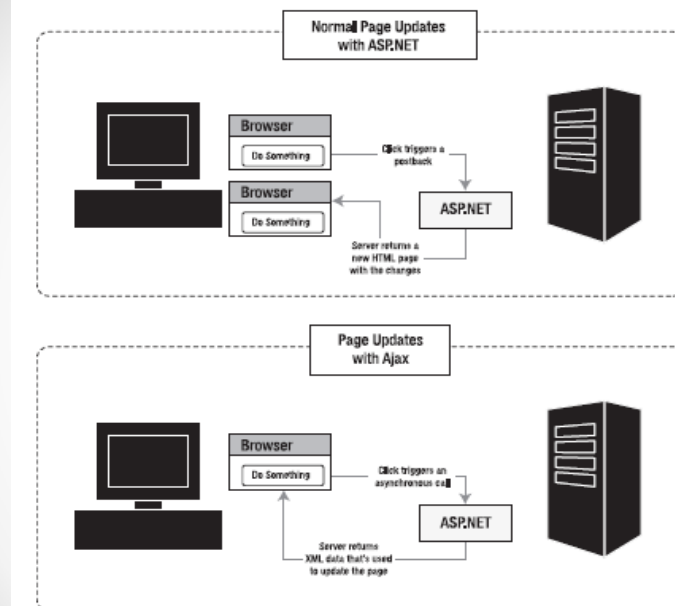 Normal Page Updates
with ASP.NET
Browser
Do Something
Click triggers a
postback
Browser
Do Something
ASP.NET
Server returns a
new HTML page
with the changes
Page Updates
with Ajax
Browser
Do Something
Click triggers an
asynchronous call
ASP.NET
Server returns
XML data that's used
to update the page